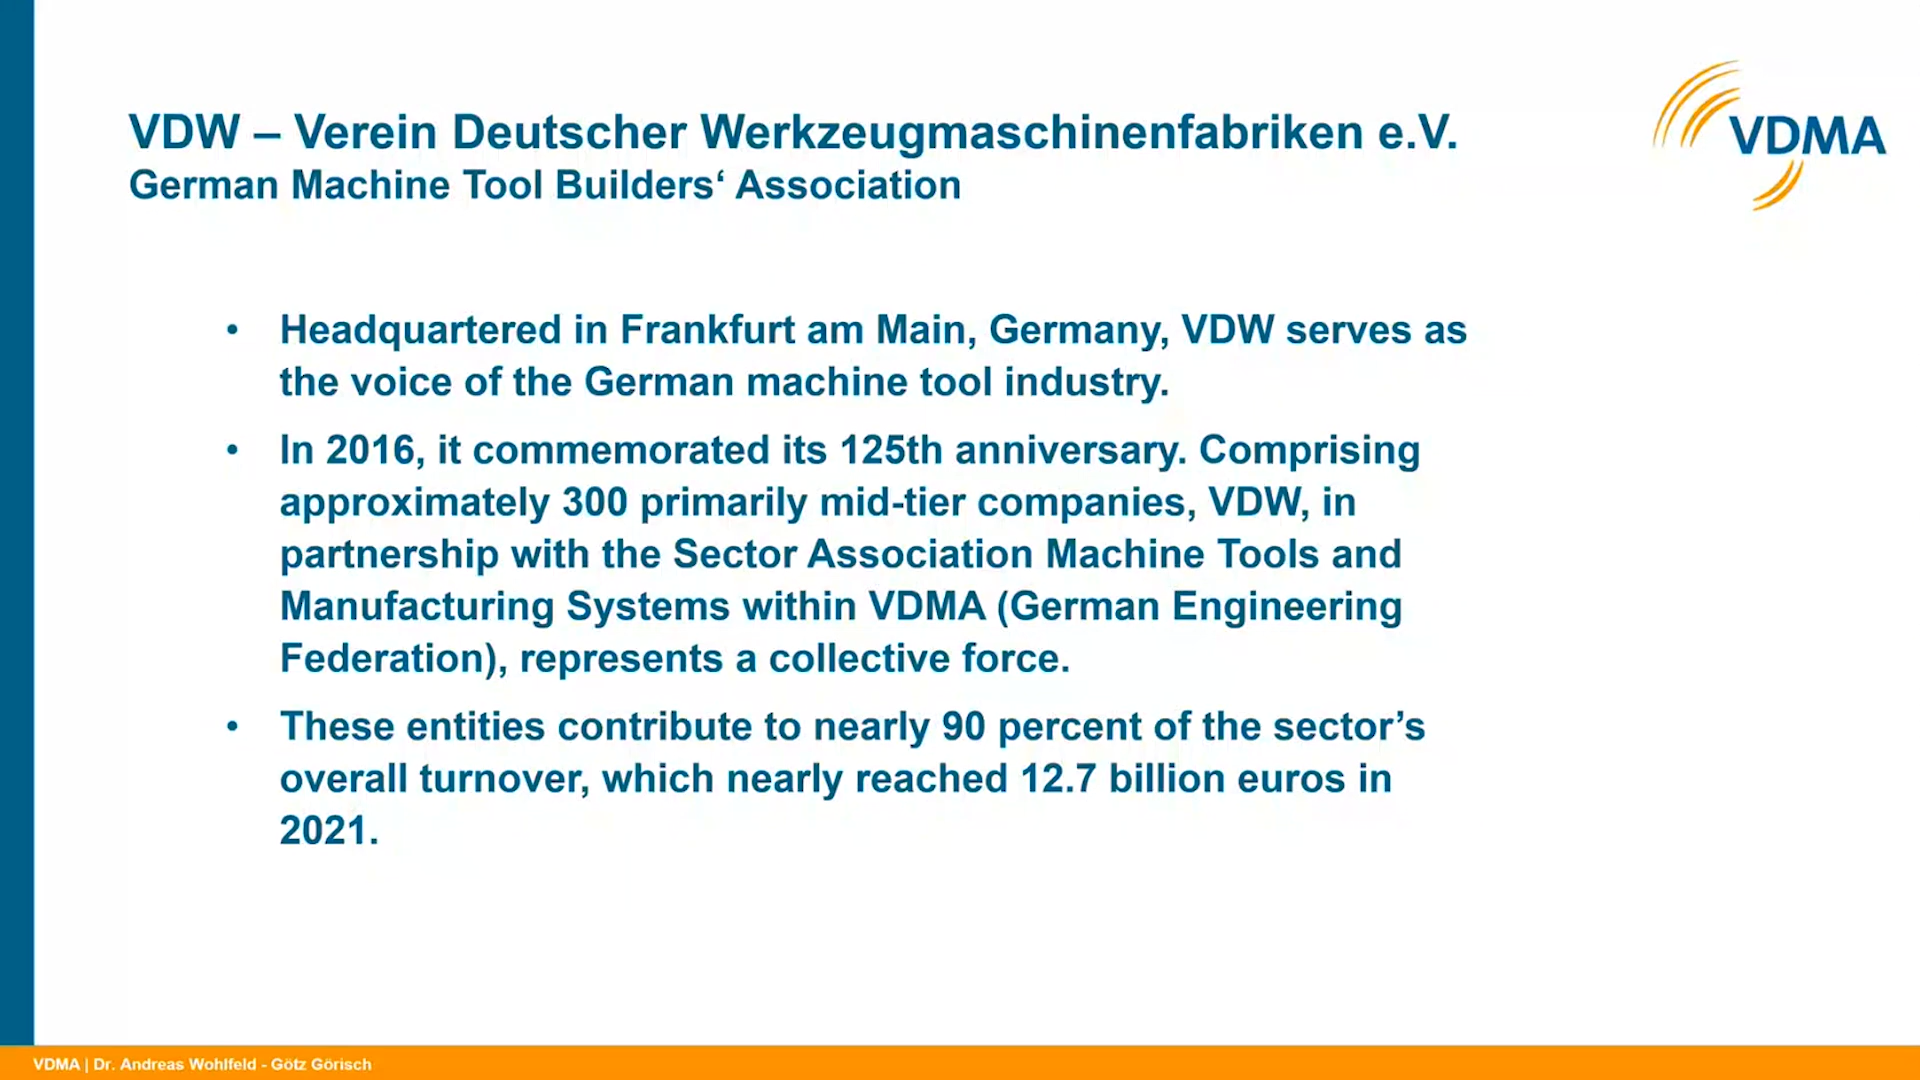 VDW – Verein Deutscher Werkzeugmaschinenfabriken e.V.
German Machine Tool Builders‘ Association
VDMA
• Headquartered in Frankfurt am Main, Germany, VDW serves as
the voice of the German machine tool industry.
• In 2016, it commemorated its 125th anniversary. Comprising
approximately 300 primarily mid-tier companies, VDW, in
partnership with the Sector Association Machine Tools and
Manufacturing Systems within VDMA (German Engineering
Federation), represents a collective force.
• These entities contribute to nearly 90 percent of the sector’s
overall turnover, which nearly reached 12.7 billion euros in
2021.
VDMA | Dr. Andreas Wohlfeld - Götz Görisch